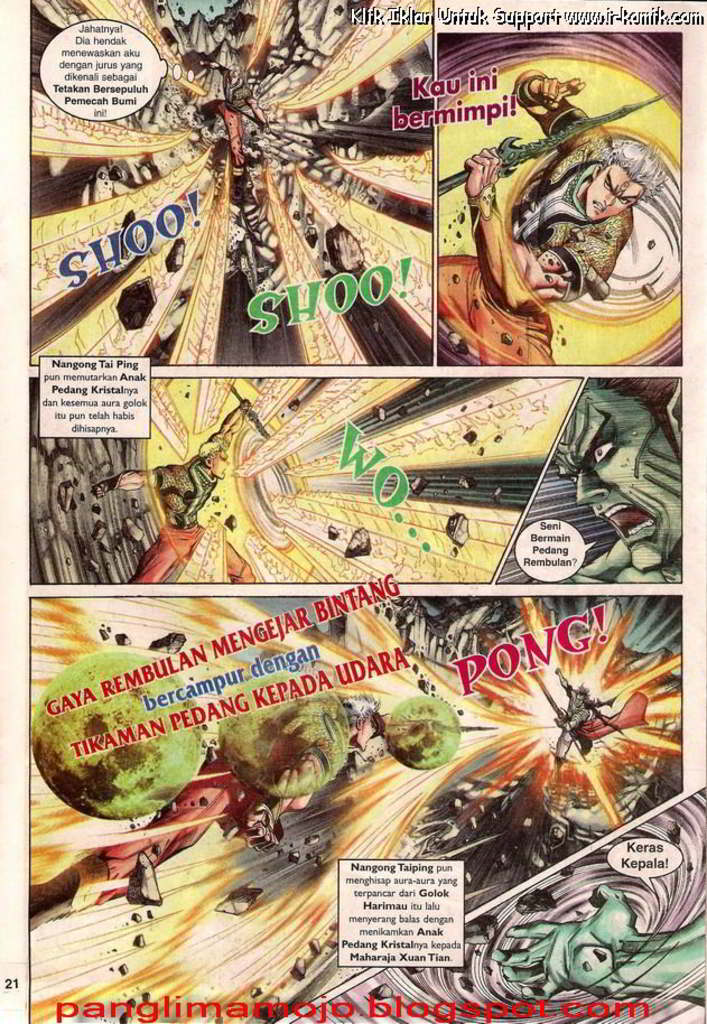 Klik Iklan Untuk Support www.ir-komik.com
Jahatnya!
Dia hendak
menewaskan aku
dengan jurus yang
dikenali sebagai
Tetakan Bersepuluh
Pemecah Bumi
ini!
SHOO!
SHOO!
Kau ini
bermimpi!
Nangong Tai Ping
pun memutarkan Anak
Pedang Kristalnya
dan kesemua aura golok
itu pun telah habis
dihisapnya.
WO...
Seni
Bermain
Pedang
Rembulan?
GAYA REMBULAN MENGEJAR BINTANG
bercampur dengan
TIKAMAN PEDANG KEPADA UDARA
PONG!
Nangong Taiping pun
menghisap aura-aura yang
terpancar dari Golok
Harimau itu lalu
menyerang balas dengan
menikamkan Anak
Pedang Kristalnya kepada
Maharaja Xuan Tian.
Keras
Kepala!
21
panglimamojo.blogspot.com